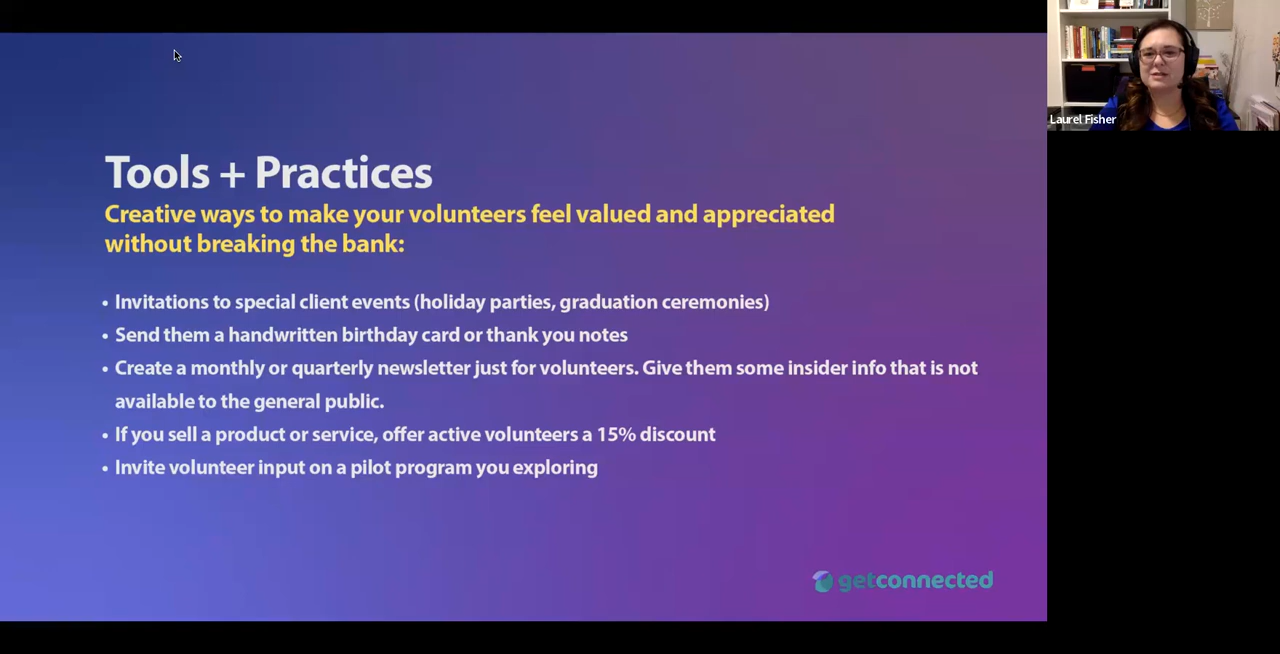 Laurel Fisher
Tools + Practices
Creative ways to make your volunteers feel valued and appreciated
without breaking the bank:
• Invitations to special client events (holiday parties, graduation ceremonies)
• Send them a handwritten birthday card or thank you notes
• Create a monthly or quarterly newsletter just for volunteers. Give them some insider info that is not
available to the general public.
• If you sell a product or service, offer active volunteers a 15% discount
• Invite volunteer input on a pilot program you exploring
getconnected